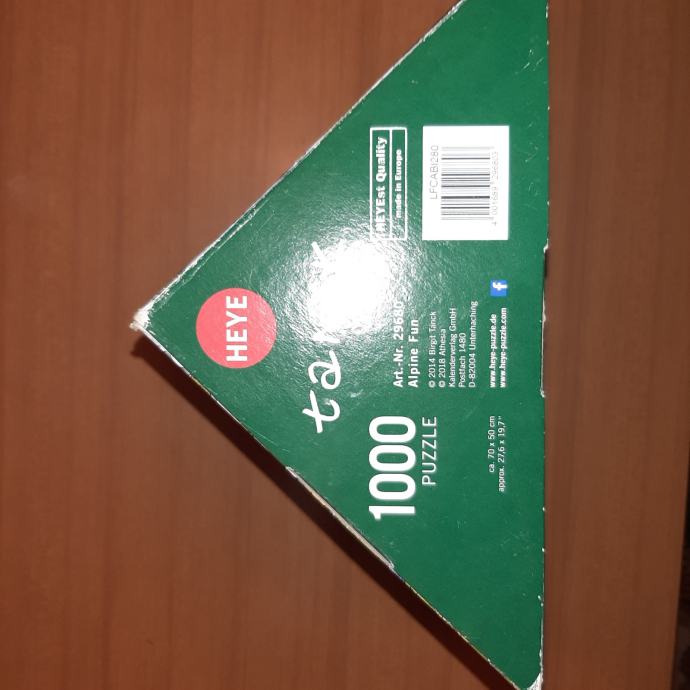 HEYE
1000
PUZZLE
Art.-Nr. 29680
Alpine Fun
© 2014 Birgit Tanck
© 2018 Athesia
Kalenderverlag GmbH
Postfach 1480
D-82004 Unterhaching
www.heye-puzzle.de
www.heye-puzzle.com
f
ca. 70 x 50 cm
approx. 27,6 x 19,7"
HEYEst Quality
made in Europe
LFCABI280